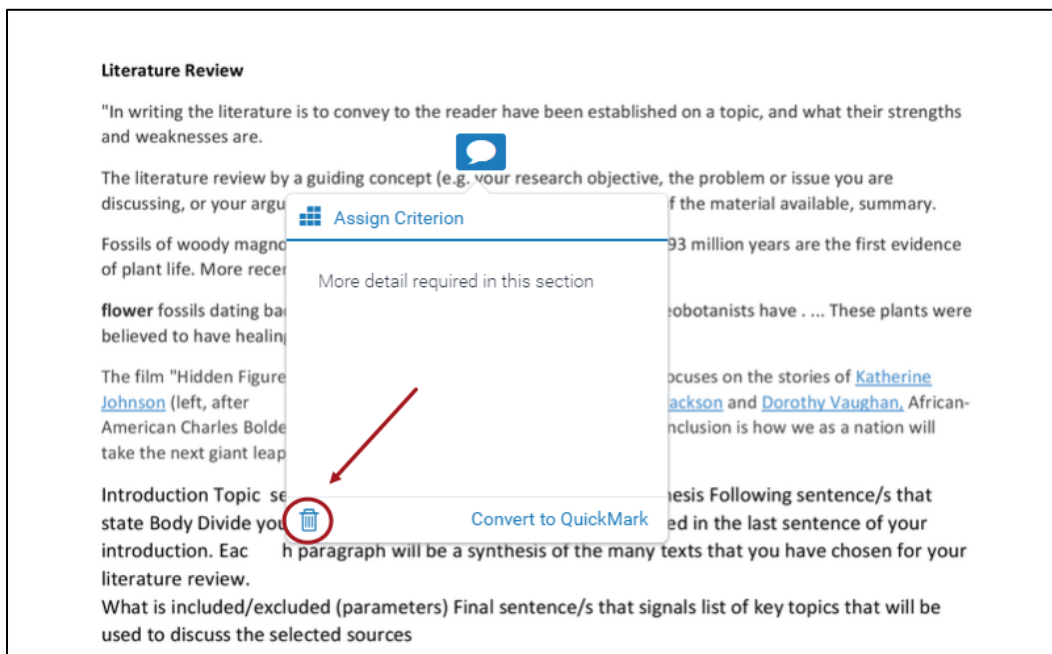 Literature Review
"In writing the literature is to convey to the reader have been established on a topic, and what their strengths
and weaknesses are.
The literature review by a guiding concept (e.g. your research objective, the problem or issue you are
discussing, or your argu f the material available, summary.
Assign Criterion
Fossils of woody magno 93 million years are the first evidence
of plant life. More recen
More detail required in this section
flower fossils dating ba eobotanists have . ... These plants were
believed to have healing
The film "Hidden Figure ocuses on the stories of Katherine
Johnson (left, after ackson and Dorothy Vaughan, African-
American Charles Bolde nclusion is how we as a nation will
take the next giant leap
Introduction Topic se hesis Following sentence/s that
state Body Divide you ed in the last sentence of your
Convert to QuickMark
introduction. Eac h paragraph will be a synthesis of the many texts that you have chosen for your
literature review.
What is included/excluded (parameters) Final sentence/s that signals list of key topics that will be
used to discuss the selected sources